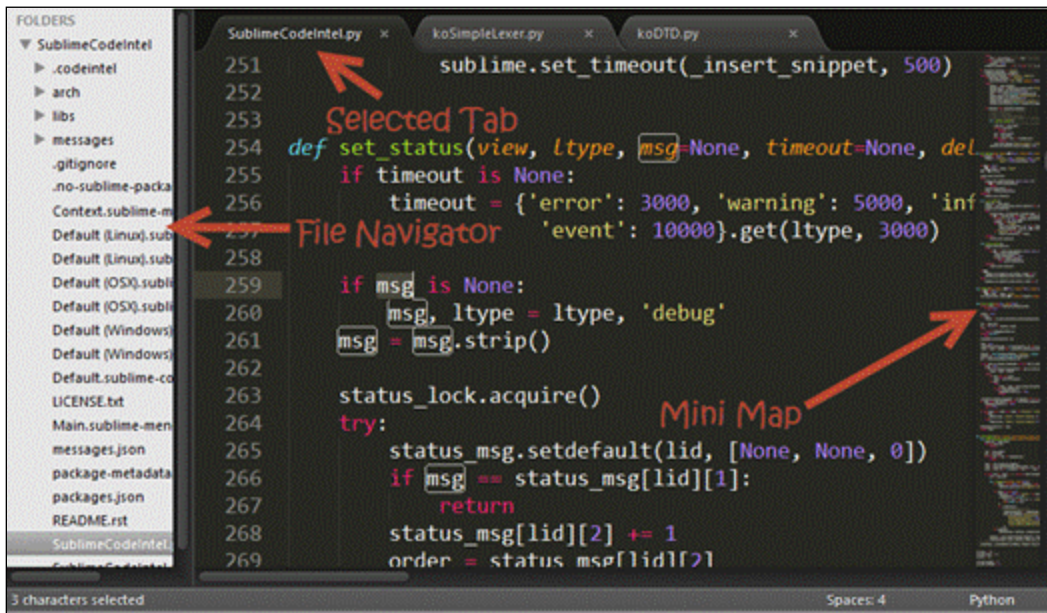 FOLDERS
SublimeCodeIntel
.codeintel
arch
libs
messages
.gitignore
.no-sublime-packa
Context.sublime-m
Default (Linux).sub
Default (Linux).sub
Default (OSX).subli
Default (OSX).subli
Default (Windows)
Default (Windows)
Default.sublime-co
LICENSE.txt
Main.sublime-men
messages.json
package-metadata
packages.json
README.rst
SublimeCodeIntel.
SublimeCodeIntel
SublimeCodeIntel.py × koSimpleLexer.py × koDTD.py ×
251 sublime.set_timeout(_insert_snippet, 500)
252
253
254 def set_status(view, ltype, msg=None, timeout=None, del
255 if timeout is None:
256 timeout = {'error': 3000, 'warning': 5000, 'inf
257 'event': 10000}.get(ltype, 3000)
258
259 if msg is None:
260 msg, ltype = ltype, 'debug'
261 msg = msg.strip()
262
263 status_lock.acquire()
264 try:
265 status_msg.setdefault(lid, [None, None, 0])
266 if msg == status_msg[lid][1]:
267 return
268 status_msg[lid][2] += 1
269 order = status_msg[lid][2]
Selected Tab
File Navigator
Mini Map
3 characters selected
Spaces: 4
Python